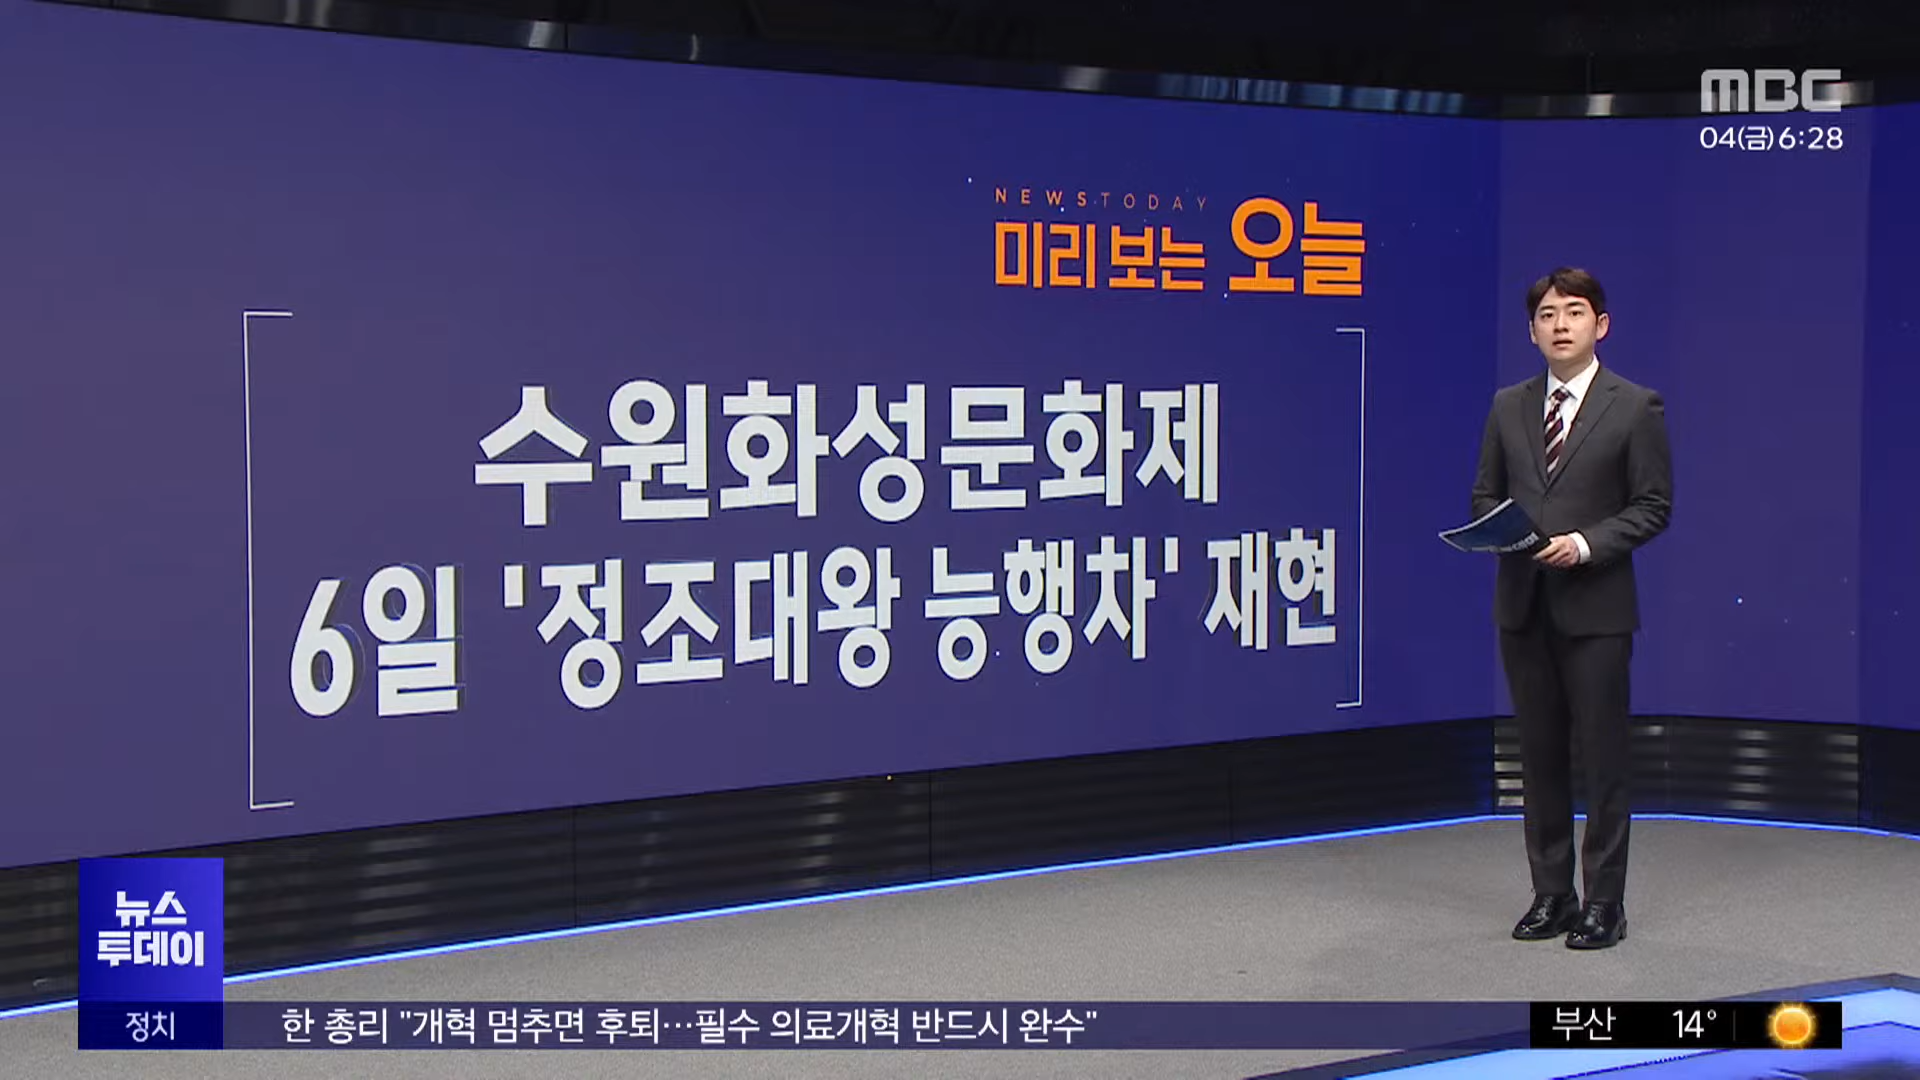 MBC
04(금)6:28
NEWSTODAY
미리 보는 오늘
수원화성문화제
6일 '정조대왕 능행차' 재현
뉴스
투데이
정치
한 총리 "개혁 멈추면 후퇴…필수 의료개혁 반드시 완수"
부산 14°